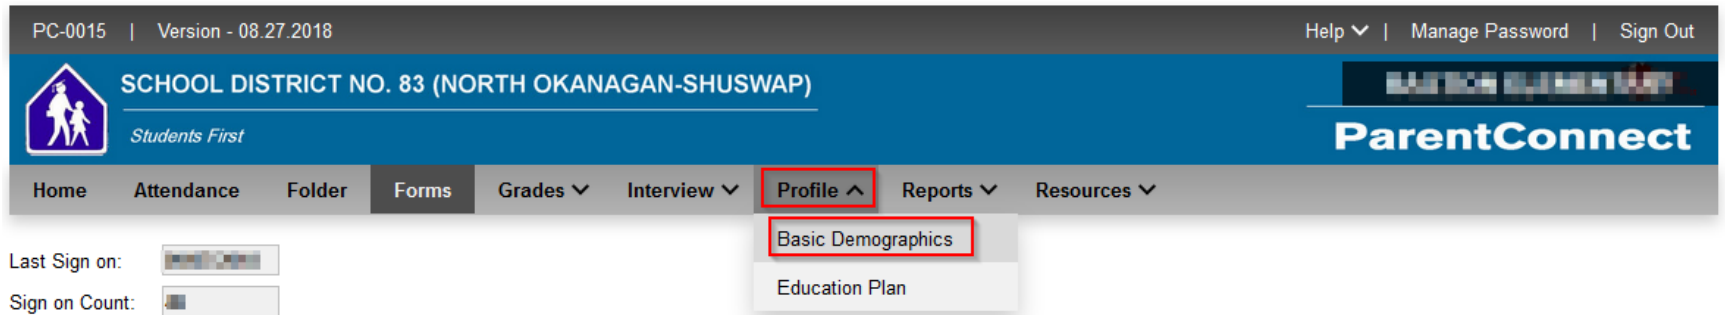 PC-0015 | Version - 08.27.2018 Help | Manage Password | Sign Out
SCHOOL DISTRICT NO. 83 (NORTH OKANAGAN-SHUSWAP)
Students First
ParentConnect
Home Attendance Folder Forms Grades Interview Profile Reports Resources
Basic Demographics
Education Plan
Last Sign on:
Sign on Count: